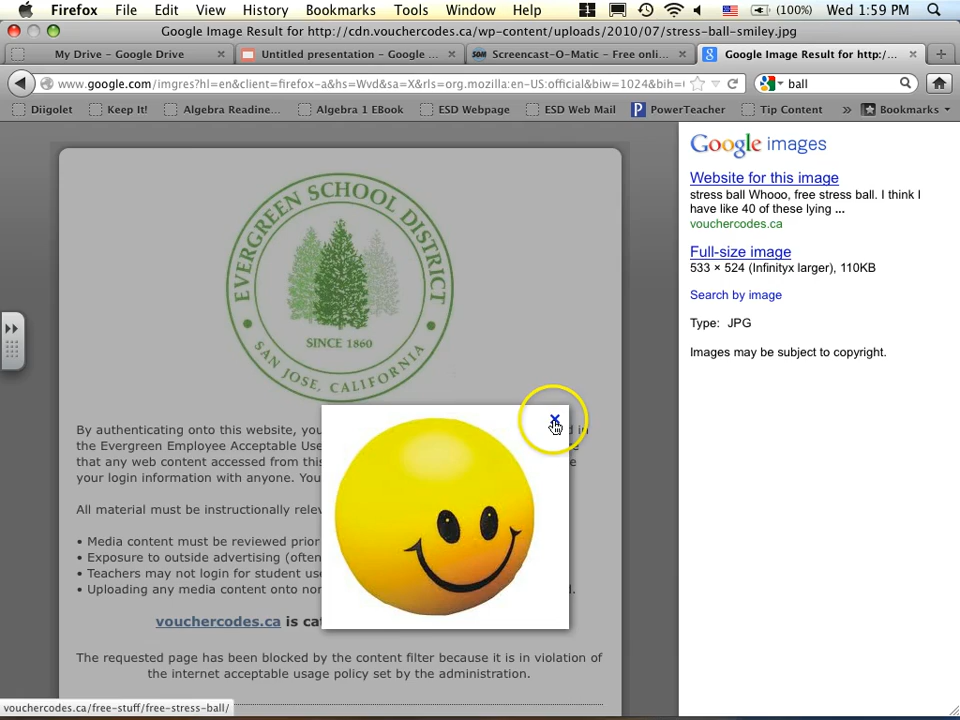 Firefox File Edit View History Bookmarks Tools Window Help (100%) Wed 1:59 PM
Google Image Result for http://cdn.vouchercodes.ca/wp-content/uploads/2010/07/stress-ball-smiley.jpg
My Drive - Google Drive × Untitled presentation - Google ... × Screencast-O-Matic - Free onli... × Google Image Result for http:/... × +
www.google.com/imgres?hl=en&client=firefox-a&hs=Wvd&sa=X&rls=org.mozilla:en-US:official&biw=1024&bih= ball
Diigolet Keep It! Algebra Readine... Algebra 1 EBook ESD Webpage ESD Web Mail PowerTeacher Tip Content » Bookmarks
EVERGREEN SCHOOL DISTRICT
SINCE 1860
SAN JOSE, CALIFORNIA
Google images
Website for this image
stress ball Whooo, free stress ball. I think I
have like 40 of these lying ...
vouchercodes.ca
Full-size image
533 × 524 (Infinityx larger), 110KB
Search by image
Type: JPG
Images may be subject to copyright.
By authenticating onto this website, you in
the Evergreen Employee Acceptable Use
that any web content accessed from this
your login information with anyone. You
All material must be instructionally
• Media content must be reviewed prior
• Exposure to outside advertising (often
• Teachers may not login for student use
• Uploading any media content onto
vouchercodes.ca is
The requested page has been blocked by the content filter because it is in violation of
the internet acceptable usage policy set by the administration.
vouchercodes.ca/free-stuff/free-stress-ball/